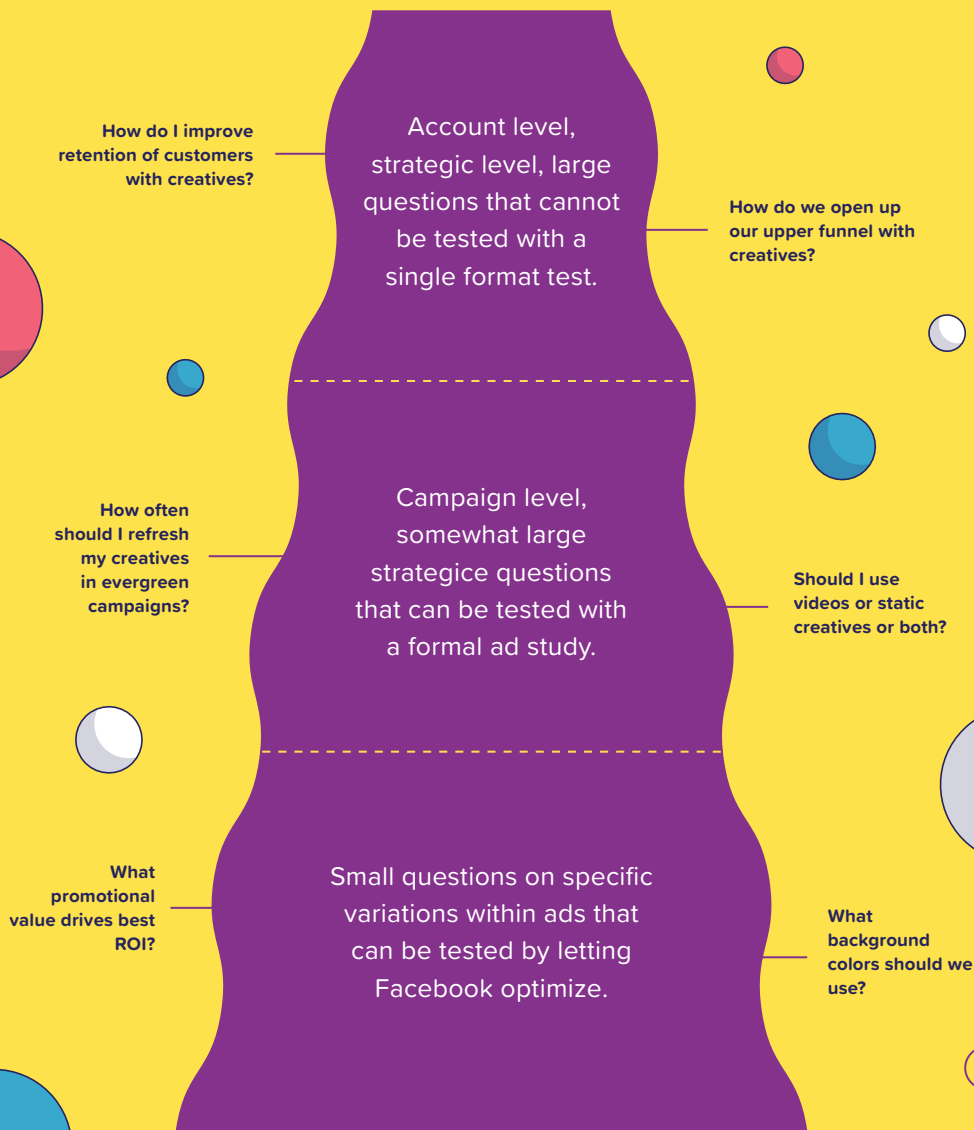 How do I improve
retention of customers
with creatives?
Account level,
strategic level, large
questions that cannot
be tested with a
single format test.
How do we open up
our upper funnel with
creatives?
How often
should I refresh
my creatives
in evergreen
campaigns?
Campaign level,
somewhat large
strategice questions
that can be tested with
a formal ad study.
Should I use
videos or static
creatives or both?
What
promotional
value drives best
ROI?
Small questions on specific
variations within ads that
can be tested by letting
Facebook optimize.
What
background
colors should we
use?